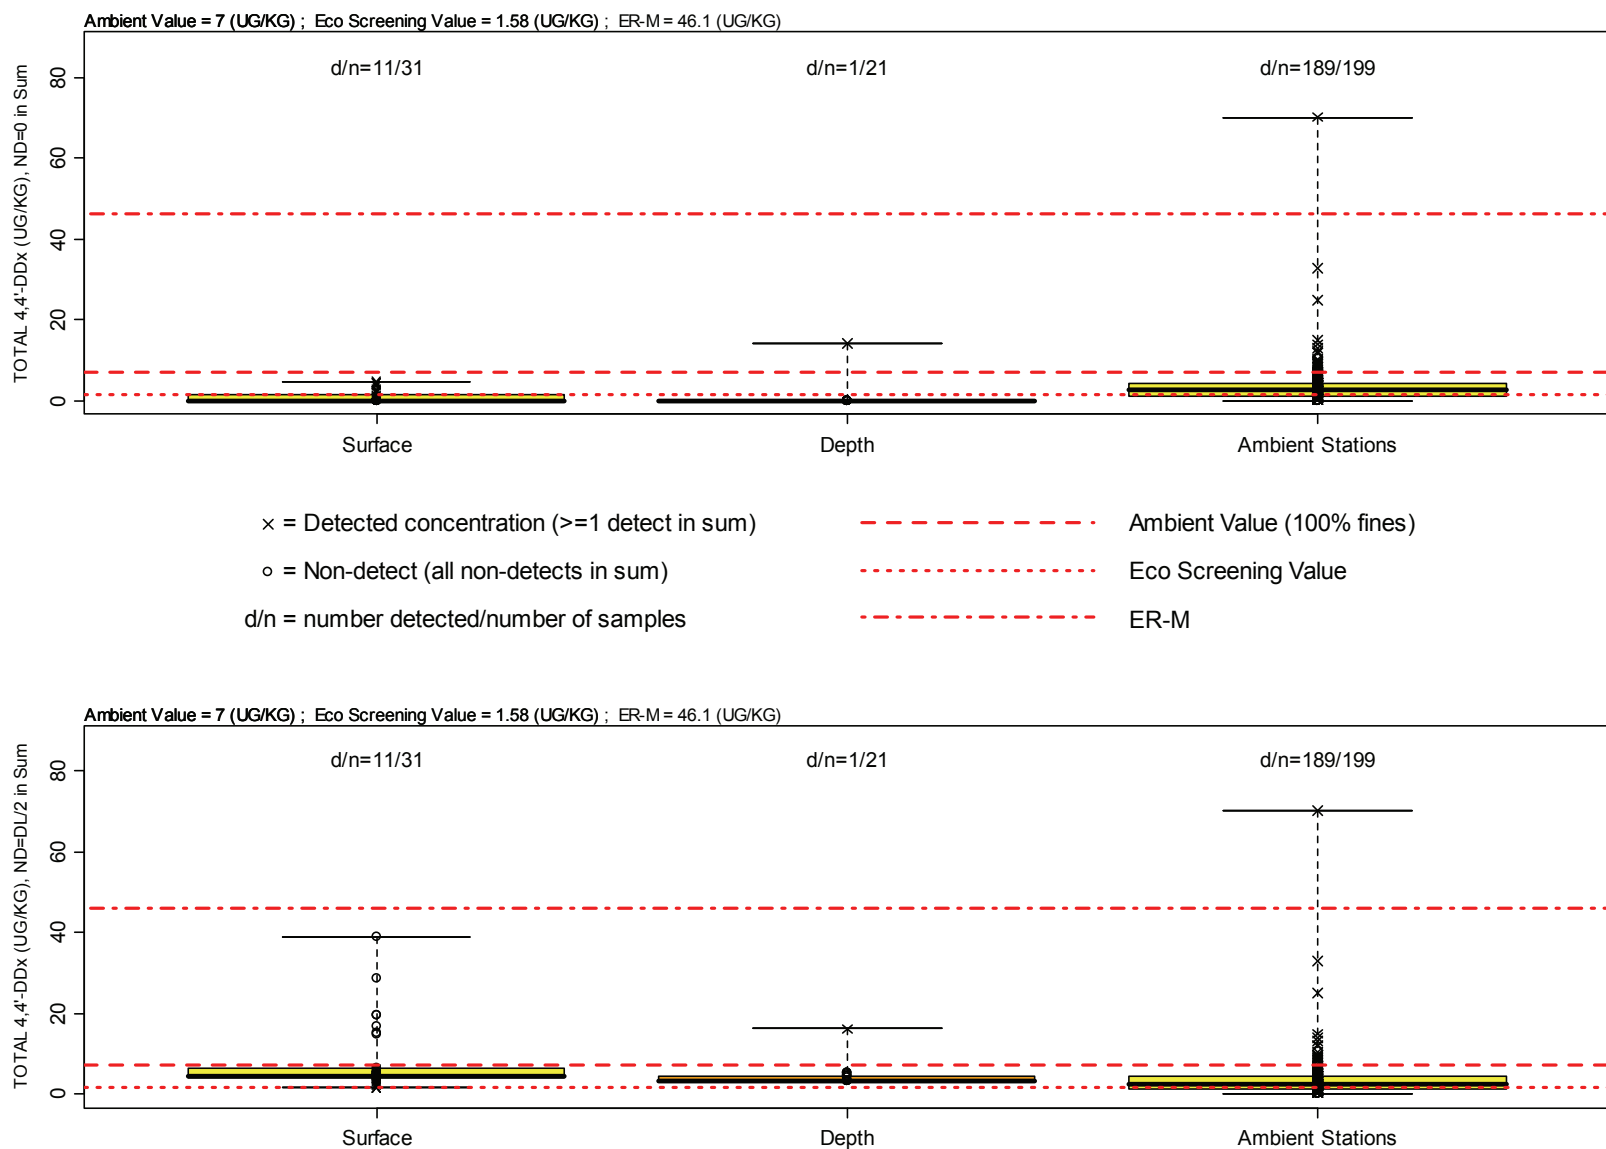 Ambient Value = 7 (UG/KG) ; Eco Screening Value = 1.58 (UG/KG) ; ER-M = 46.1 (UG/KG)
TOTAL 4,4'-DDx (UG/KG), ND=0 in Sum
80
60
40
20
0
d/n=11/31
d/n=1/21
d/n=189/199
Surface
Depth
Ambient Stations
× = Detected concentration (>=1 detect in sum)
Ambient Value (100% fines)
o = Non-detect (all non-detects in sum)
Eco Screening Value
d/n = number detected/number of samples
ER-M
Ambient Value = 7 (UG/KG) ; Eco Screening Value = 1.58 (UG/KG) ; ER-M = 46.1 (UG/KG)
TOTAL 4,4'-DDx (UG/KG), ND=DL/2 in Sum
80
60
40
20
0
d/n=11/31
d/n=1/21
d/n=189/199
Surface
Depth
Ambient Stations